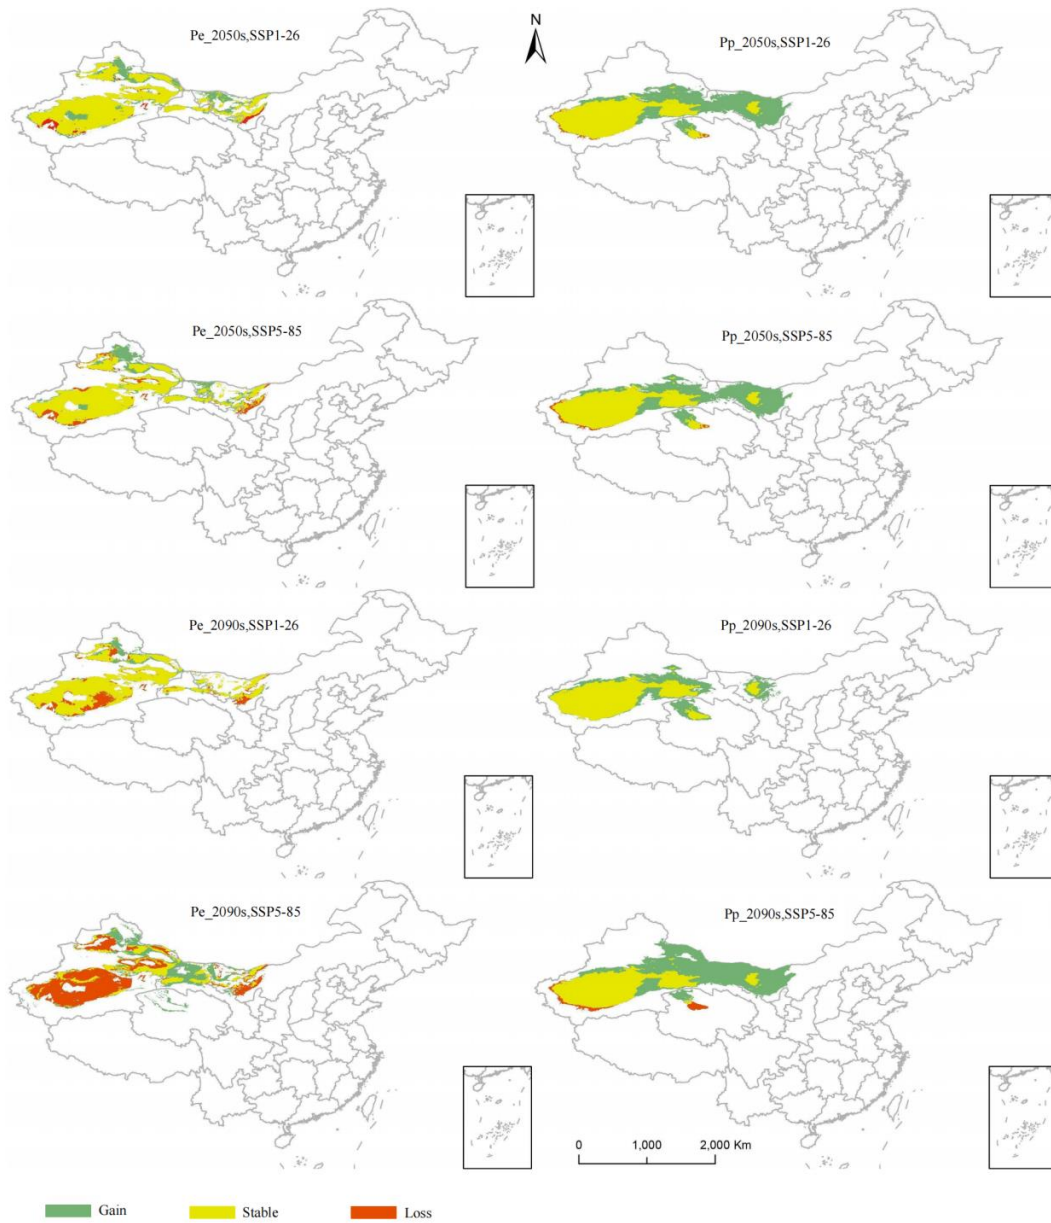 N
Pe_2050s,SSP1-26
Pp_2050s,SSP1-26
Pe_2050s,SSP5-85
Pp_2050s,SSP5-85
Pe_2090s,SSP1-26
Pp_2090s,SSP1-26
Pe_2090s,SSP5-85
Pp_2090s,SSP5-85
0 1,000 2,000 Km
Gain Stable Loss